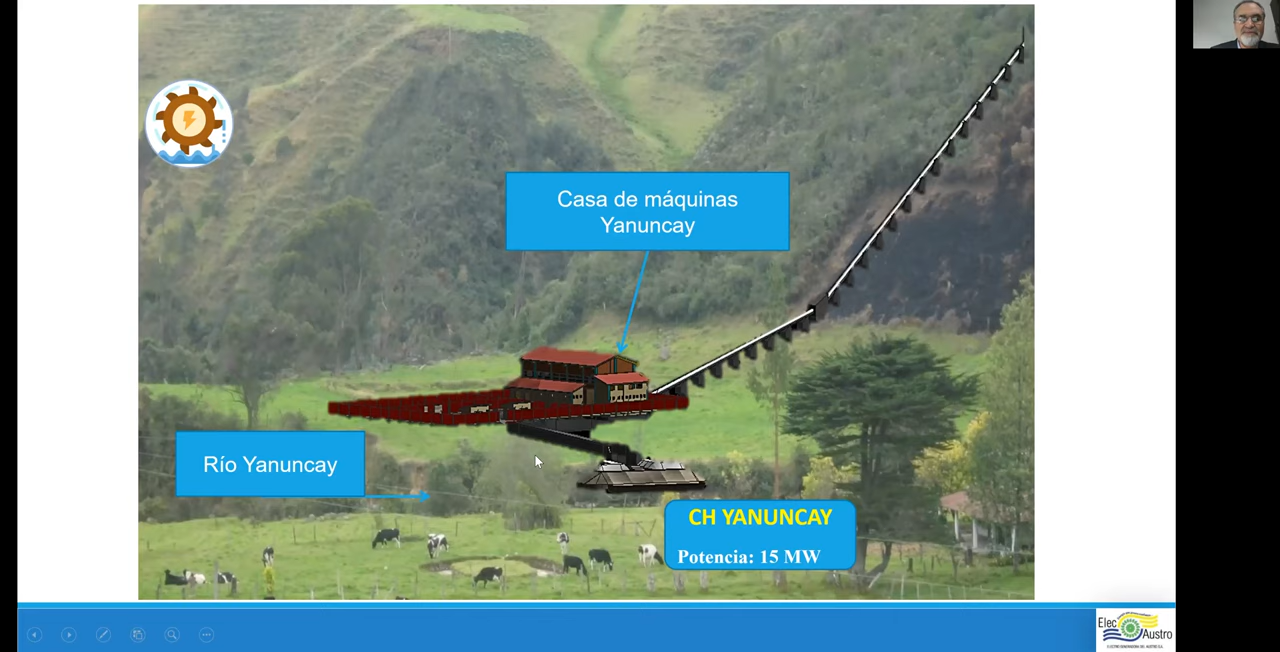 Casa de máquinas
Yanuncay
Río Yanuncay
CH YANUNCAY
Potencia: 15 MW
Elec
Austro